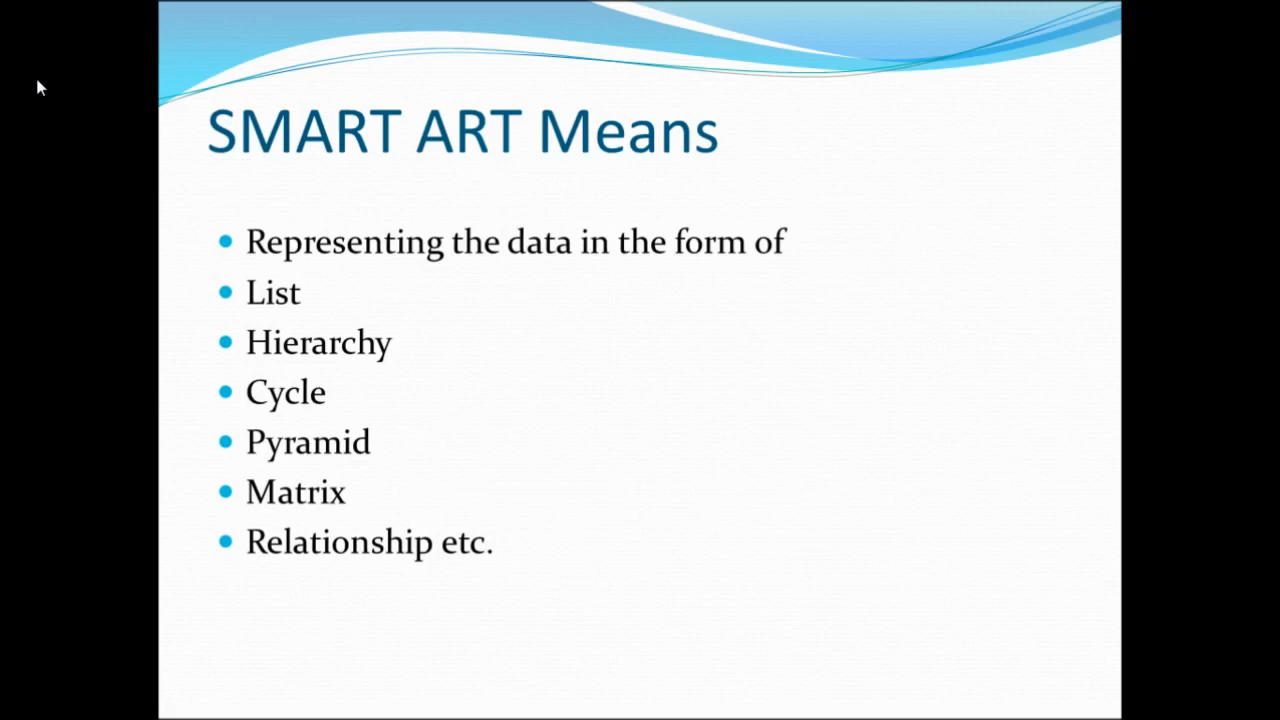 SMART ART Means
• Representing the data in the form of
• List
• Hierarchy
• Cycle
• Pyramid
• Matrix
• Relationship etc.